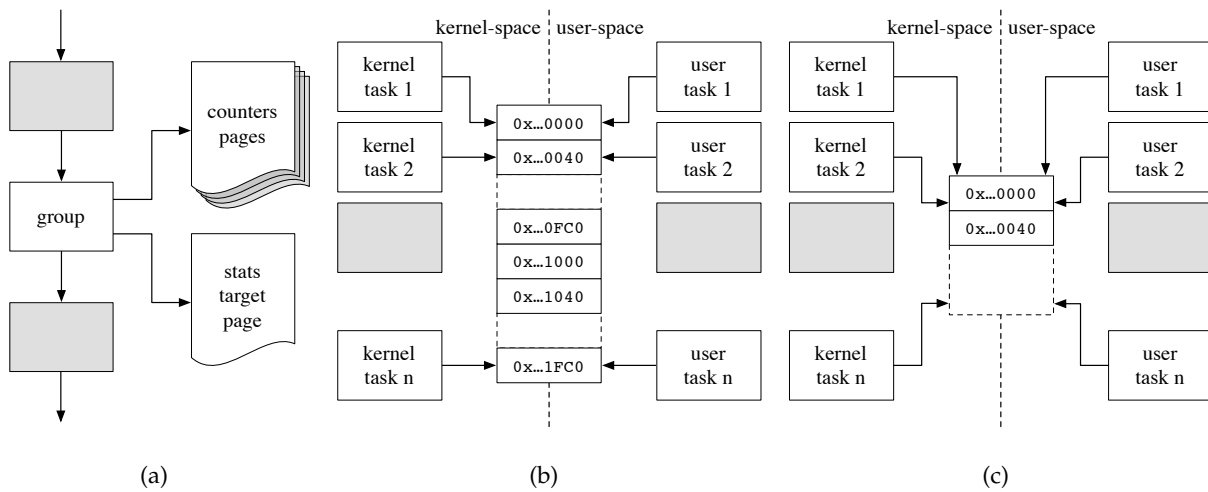 counters
pages
group
stats
target
page
(a)
kernel-space
user-space
kernel
task 1
user
task 1
0x…0000
kernel
task 2
user
task 2
0x…0040
0x…0FC0
0x…1000
0x…1040
kernel
task n
user
task n
0x…1FC0
(b)
kernel-space
user-space
kernel
task 1
user
task 1
kernel
task 2
user
task 2
0x…0000
0x…0040
kernel
task n
user
task n
(c)